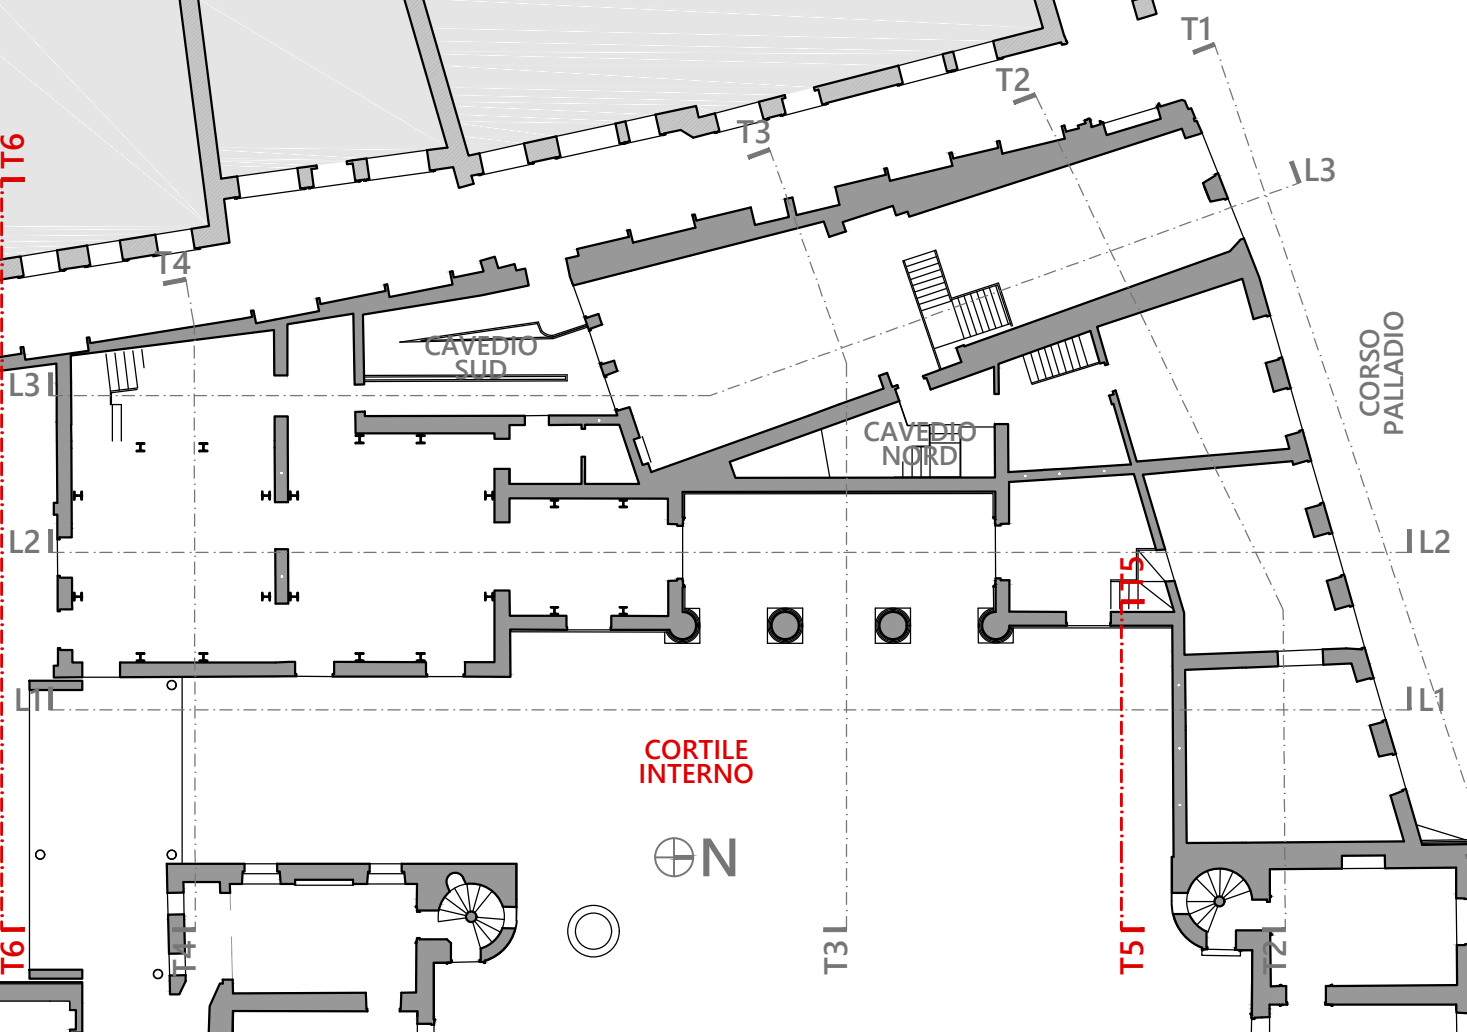 T1
T2
T3
T6
L3
T4
CAVEDIO
SUD
L3
CORSO
PALLADIO
CAVEDIO
NORD
L2
L2
T5
L1
L1
CORTILE
INTERNO
N
T6
T4
T3
T5
T2